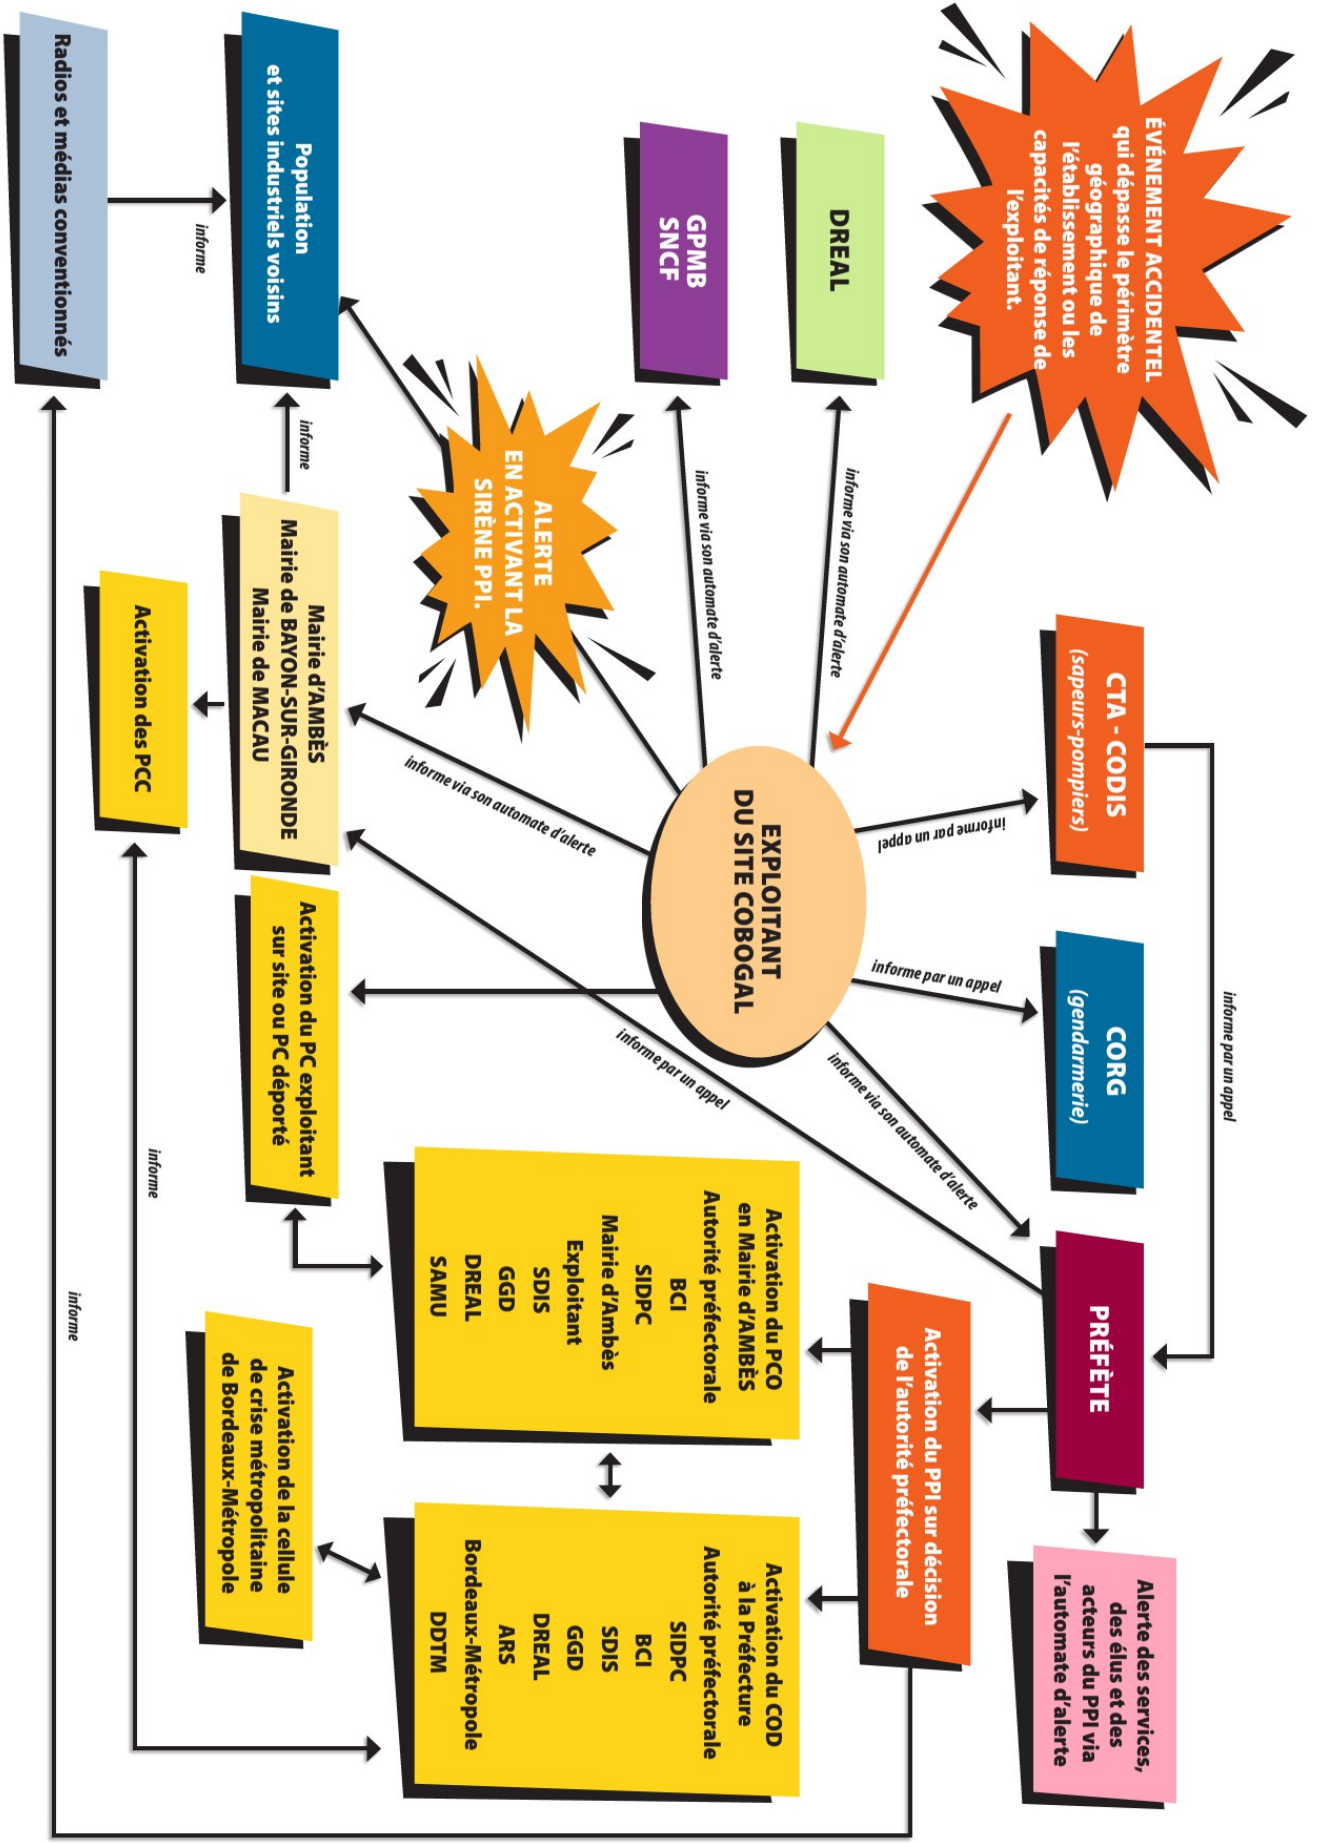 ÉVÉNEMENT ACCIDENTEL
qui dépasse le périmètre
géographique de
l'établissement ou les
capacités de réponse de
l'exploitant.
CTA - CODIS
(sapeurs-pompiers)
informe par un appel
CORG
(gendarmerie)
PRÉFÈTE
Alerte des services,
des élus et des
acteurs du PPI via
l'automate d'alerte
DREAL
informe via son automate d'alerte
informe par un appel
informe par un appel
informe via son automate d'alerte
Activation du PPI sur décision
de l'autorité préfectorale
GPMB
SNCF
informe via son automate d'alerte
EXPLOITANT
DU SITE COBOGAL
informe par un appel
Activation du PCO
en Mairie d'AMBÈS
Autorité préfectorale
BCI
SIDPC
Mairie d'Ambès
Exploitant
SDIS
GGD
DREAL
SAMU
Activation du COD
à la Préfecture
Autorité préfectorale
SIDPC
BCI
SDIS
GGD
DREAL
ARS
Bordeaux-Métropole
DDTM
ALERTE
EN ACTIVANT LA
SIRÈNE PPI.
informe via son automate d'alerte
Population
et sites industriels voisins
informe
Mairie d'AMBÈS
Mairie de BAYON-SUR-GIRONDE
Mairie de MACAU
Activation du PC exploitant
sur site ou PC déporté
Activation de la cellule
de crise métropolitaine
de Bordeaux-Métropole
informe
Activation des PCC
informe
Radios et médias conventionnés
informe